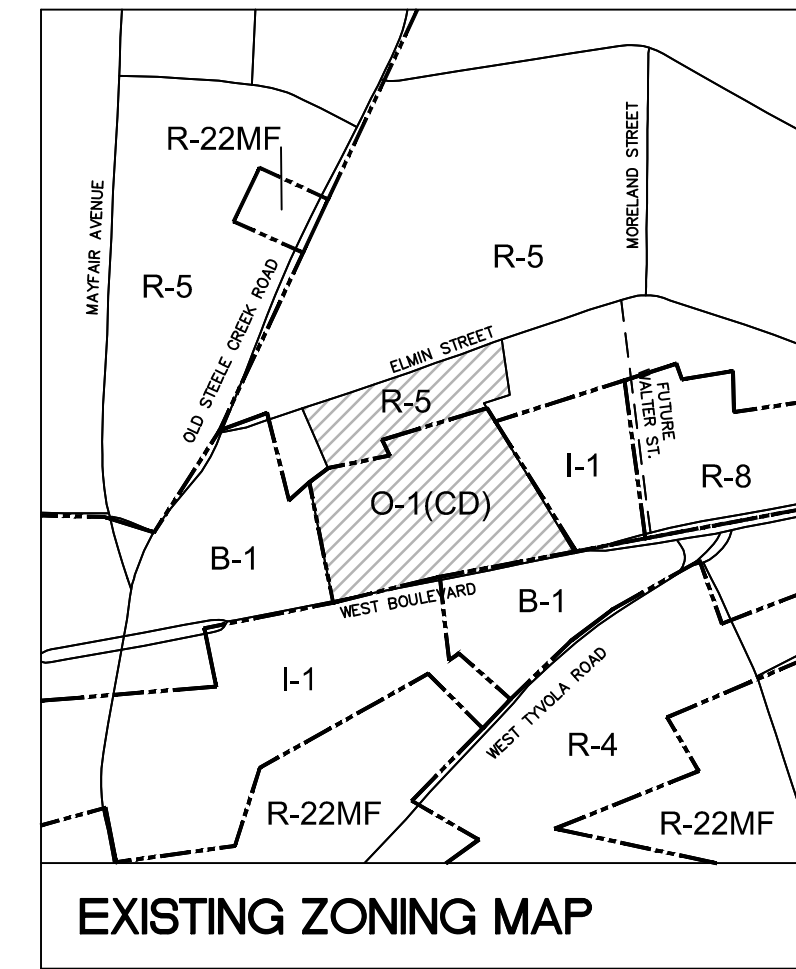 R-22MF
MAYFAIR AVENUE
MORELAND STREET
R-5
R-5
OLD STEELE CREEK ROAD
ELMIN STREET
R-5
FUTURE
WALTER ST.
I-1
R-8
O-1(CD)
B-1
WEST BOULEVARD
B-1
I-1
WEST TYVOLA ROAD
R-4
R-22MF
R-22MF
EXISTING ZONING MAP